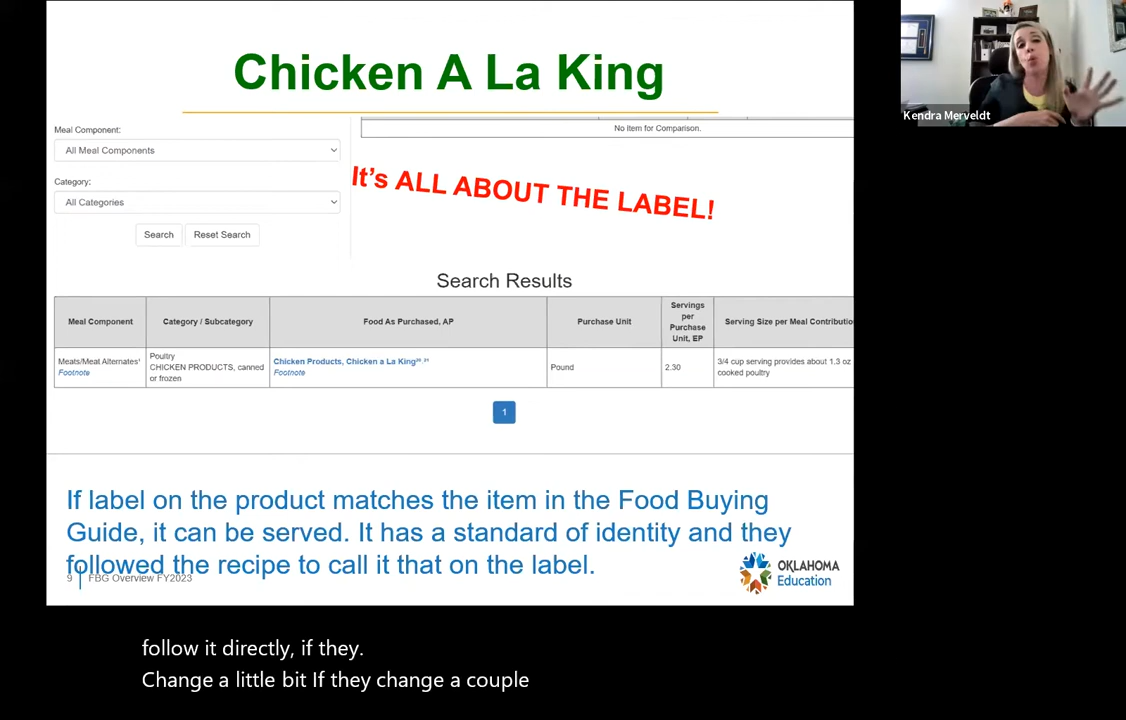 Chicken A La King
Kendra Merveldt
Meal Component:
All Meal Components
No Item for Comparison.
It's ALL ABOUT THE LABEL!
Category:
All Categories
Search
Reset Search
Search Results
Meal Component
Category / Subcategory
Food As Purchased, AP
Purchase Unit
Servings
per
Purchase
Unit, EP
Serving Size per Meal Contribution
Meats/Meat Alternates¹
Footnote
Poultry
CHICKEN PRODUCTS, canned
or frozen
Chicken Products, Chicken a La King
Footnote
Pound
2.30
3/4 cup serving provides about 1.3 oz
cooked poultry
1
If label on the product matches the item in the Food Buying
Guide, it can be served. It has a standard of identity and they
followed the recipe to call it that on the label.
9
FBG Overview FY2023
OKLAHOMA
Education
follow it directly, if they.
Change a little bit If they change a couple